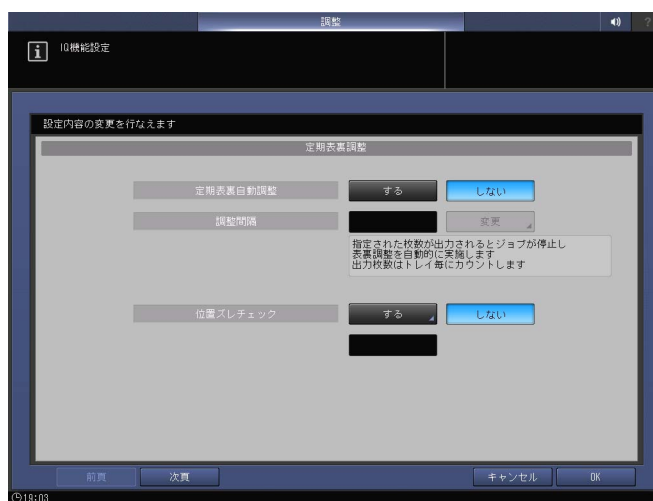 調整
?
i IQ機能設定
設定内容の変更を行なえます
定期表裏調整
定期表裏自動調整 する しない
調整間隔 変更
指定された枚数が出力されるとジョブが停止し
表裏調整を自動的に実施します
出力枚数はトレイ毎にカウントします
位置ズレチェック する しない
前頁 次頁 キャンセル OK
19:03